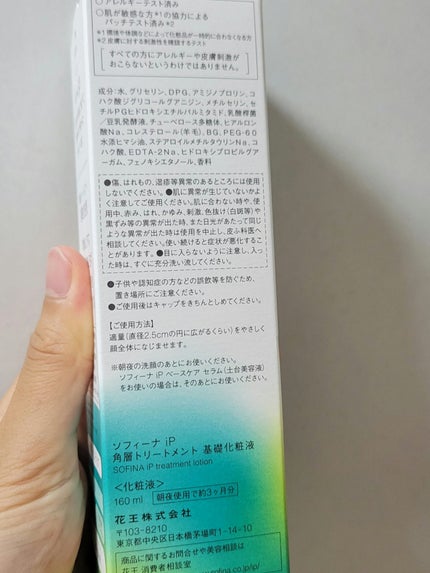 ○アレルギーテスト済み
○肌が敏感な方*1の協力による
パッチテスト済み*2
*1 環境や体調などによって化粧品が一時的に合わなくなる方
*2 皮膚に対する刺激性を確認するテスト
すべての方にアレルギーや皮膚刺激が
おこらないというわけではありません。
成分：水、グリセリン、DPG、アミジノプロリン、コ
ハク酸ジグリコールグアニジン、メチルセリン、セ
チルPGヒドロキシエチルパルミタミド、乳酸桿菌
／豆乳発酵液、チューベロース多糖体、ヒアルロン
酸Na、コレステロール（羊毛）、BG、PEG-60
水添ヒマシ油、ステアロイルメチルタウリンNa、コ
ハク酸、EDTA-2Na、ヒドロキシプロピルグア
ーガム、フェノキシエタノール、香料
●傷、はれもの、湿疹等異常のあるところには使用
しないでください。●肌に異常が生じていないかよ
く注意してご使用ください。肌に合わない時や、使
用中、赤み、はれ、かゆみ、刺激、色抜け（白斑等）や
黒ずみ等の異常が出た時、また日光があたって同じ
ような異常が出た時は使用を中止し、皮ふ科医へ
相談してください。使い続けると症状が悪化するこ
とがあります。●目に入らないように注意し、入っ
た時は、すぐに充分洗い流してください。
●子供や認知症の方などの誤飲等を防ぐため、
置き場所にご注意ください。
●ご使用後はキャップをきちんとしめてください。
【ご使用方法】
適量（直径2.5cmの円に広がるくらい）をやさしく
顔全体になじませます。
※朝夜の洗顔のあとにお使いください。
ソフィーナ iP ベースケア セラム（土台美容液）
をお使いの場合は、そのあとにお使いください。
ソフィーナ iP
角層トリートメント 基礎化粧液
SOFINA iP treatment lotion
＜化粧液＞
160ml 朝夜使用で約3ヶ月分
花王株式会社
〒103-8210
東京都中央区日本橋茅場町1-14-10
商品に関するお問合せや美容相談は
花王 消費者相談室